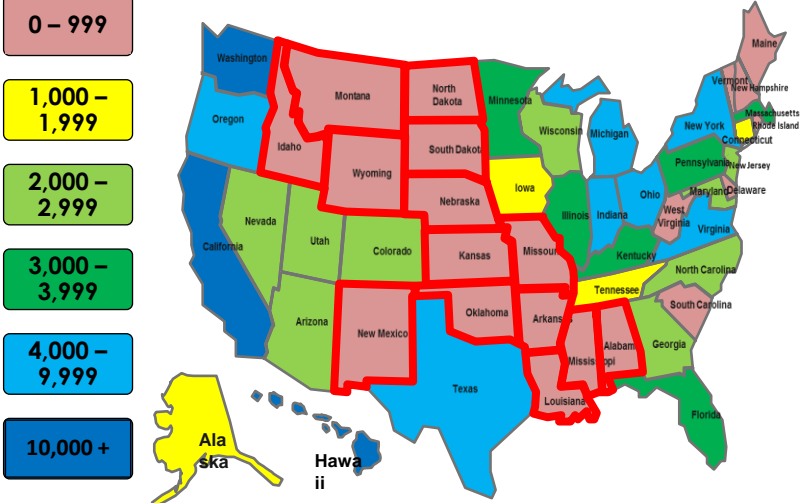 0 – 999
1,000 –
1,999
2,000 –
2,999
3,000 –
3,999
4,000 –
9,999
10,000 +
Washington
Oregon
California
Idaho
Nevada
Montana
Wyoming
Utah
Arizona
Colorado
New Mexico
North
Dakota
South Dakota
Nebraska
Kansas
Oklahoma
Texas
Minnesota
Iowa
Missour
Arkans
Louisiana
Wisconsin
Illinois
Michigan
Indiana
Ohio
Kentucky
Tennessee
Mississippi
Alabam
Georgia
Florida
South Carolina
North Carolina
Virginia
West
Virginia
Maryland
Delaware
Pennsylvania
New Jersey
New York
Connecticut
Rhode Island
Massachusetts
Vermont
New Hampshire
Maine
Ala
ska
Hawa
ii